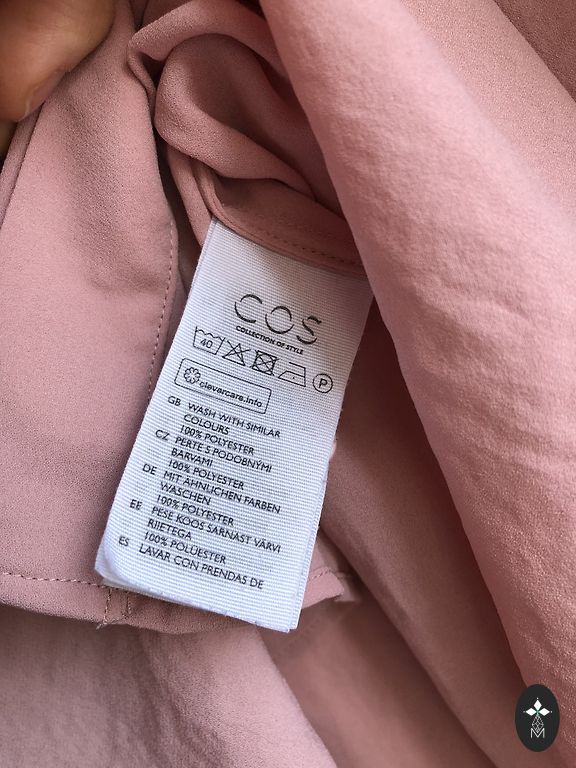 COS
COLLECTION OF STYLE
40
P
clevercare.info
GB WASH WITH SIMILAR
COLOURS
100% POLYESTER
CZ PERTE S PODOBNÝMI
BARVAMI
100% POLYESTER
DE MIT ÄHNLICHEN FARBEN
WASCHEN
100% POLYESTER
EE PESE KOOS SARNAST VÄRVI
RIIETEGA
100% POLÜESTER
ES LAVAR CON PRENDAS DE
M